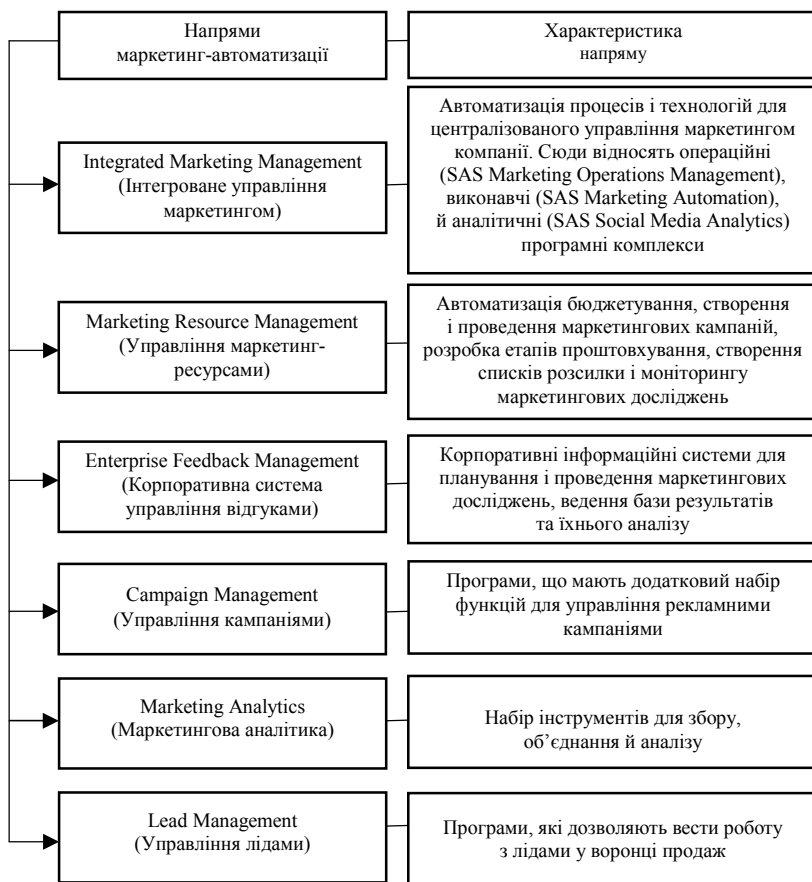 Напрями
маркетинг-автоматизації
Характеристика
напряму
Integrated Marketing Management
(Інтегроване управління
маркетингом)
Автоматизація процесів і технологій для
централізованого управління маркетингом
компанії. Сюди відносять операційні
(SAS Marketing Operations Management),
виконавчі (SAS Marketing Automation),
й аналітичні (SAS Social Media Analytics)
програмні комплекси
Marketing Resource Management
(Управління маркетинг-
ресурсами)
Автоматизація бюджетування, створення
і проведення маркетингових кампаній,
розробка етапів проштовхування, створення
списків розсилки і моніторингу
маркетингових досліджень
Enterprise Feedback Management
(Корпоративна система
управління відгуками)
Корпоративні інформаційні системи для
планування і проведення маркетингових
досліджень, ведення бази результатів
та їхнього аналізу
Campaign Management
(Управління кампаніями)
Програми, що мають додатковий набір
функцій для управління рекламними
кампаніями
Marketing Analytics
(Маркетингова аналітика)
Набір інструментів для збору,
об’єднання й аналізу
Lead Management
(Управління лідами)
Програми, які дозволяють вести роботу
з лідами у воронці продаж